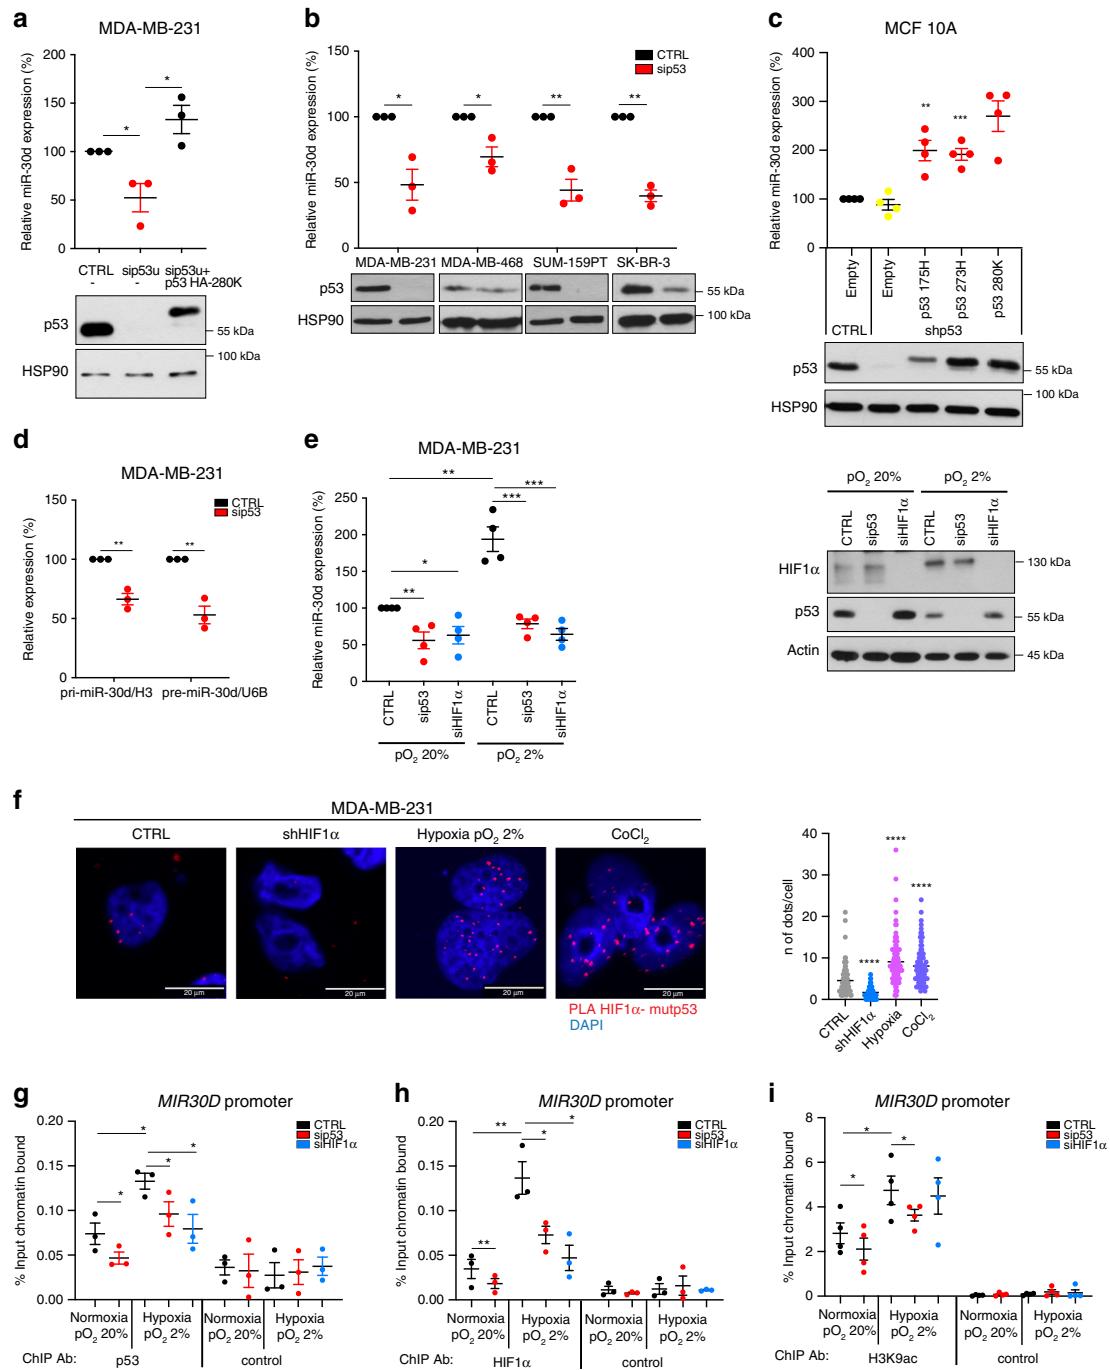 a
MDA-MB-231
Relative miR-30d expression (%)
200
150
100
50
0
*
*
CTRL
sip53u
sip53u+
-
-
p53 HA-280K
p53
55 kDa
100 kDa
HSP90
b
Relative miR-30d expression (%)
150
100
50
0
CTRL
sip53
*
*
**
**
MDA-MB-231
MDA-MB-468
SUM-159PT
SK-BR-3
p53
55 kDa
100 kDa
HSP90
c
MCF 10A
Relative miR-30d expression (%)
400
300
200
100
0
**
***
Empty
Empty
p53 175H
p53 273H
p53 280K
CTRL
shp53
p53
55 kDa
100 kDa
HSP90
d
MDA-MB-231
Relative expression (%)
150
100
50
0
CTRL
sip53
**
**
pri-miR-30d/H3
pre-miR-30d/U6B
e
MDA-MB-231
Relative miR-30d expression (%)
250
200
150
100
50
0
**
***
***
*
**
CTRL
sip53
siHIF1α
CTRL
sip53
siHIF1α
pO2 20%
pO2 2%
pO2 20%
pO2 2%
CTRL
sip53
siHIF1α
CTRL
sip53
siHIF1α
HIF1α
130 kDa
p53
55 kDa
Actin
45 kDa
f
MDA-MB-231
CTRL
shHIF1α
Hypoxia pO2 2%
CoCl2
20 μm
20 μm
20 μm
20 μm
PLA HIF1α- mutp53
DAPI
n of dots/cell
40
30
20
10
0
****
****
****
CTRL
shHIF1α
Hypoxia
CoCl2
g
MIR30D promoter
% Input chromatin bound
0.20
0.15
0.10
0.05
0.00
CTRL
sip53
siHIF1α
*
*
*
*
Normoxia
pO2 20%
Hypoxia
pO2 2%
Normoxia
pO2 20%
Hypoxia
pO2 2%
ChIP Ab:
p53
control
h
MIR30D promoter
% Input chromatin bound
0.20
0.15
0.10
0.05
0.00
CTRL
sip53
siHIF1α
**
*
*
**
Normoxia
pO2 20%
Hypoxia
pO2 2%
Normoxia
pO2 20%
Hypoxia
pO2 2%
ChIP Ab:
HIF1α
control
i
MIR30D promoter
% Input chromatin bound
8
6
4
2
0
CTRL
sip53
siHIF1α
*
*
*
Normoxia
pO2 20%
Hypoxia
pO2 2%
Normoxia
pO2 20%
Hypoxia
pO2 2%
ChIP Ab:
H3K9ac
control